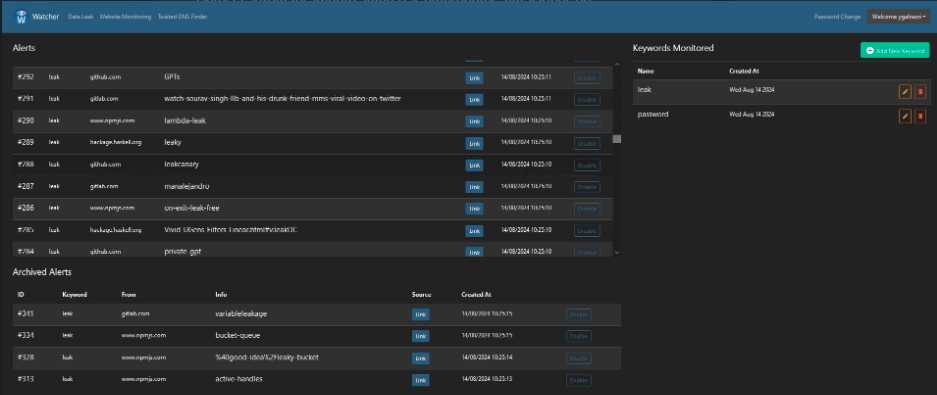 Watcher Data Leak Website Monitoring Twisted DNS Finder Password Change Welcome ygalnezri
Alerts
#292 leak github.com GPTs Link 14/08/2024 10:25:11 Disable
#291 leak gitlab.com watch-sourav-singh-llb-and-his-drunk-friend-mms-viral-video-on-twitter Link 14/08/2024 10:25:11 Disable
#290 leak www.npmjs.com lambda-leak Link 14/08/2024 10:25:10 Disable
#289 leak hackage.haskell.org leaky Link 14/08/2024 10:25:10 Disable
#288 leak github.com leakcanary Link 14/08/2024 10:25:10 Disable
#287 leak gitlab.com manalejandro Link 14/08/2024 10:25:10 Disable
#286 leak www.npmjs.com on-exit-leak-free Link 14/08/2024 10:25:10 Disable
#285 leak hackage.haskell.org Link 14/08/2024 10:25:10 Disable
#284 leak github.com private-gpt Link 14/08/2024 10:25:10 Disable
Keywords Monitored
Add New Keyword
Name Created At
leak Wed Aug 14 2024
password Wed Aug 14 2024
Archived Alerts
ID Keyword From Info Source Created At
#341 leak gitlab.com variableleakage Link 14/08/2024 10:25:15 Enable
#334 leak www.npmjs.com bucket-queue Link 14/08/2024 10:25:15 Enable
#328 leak www.npmjs.com %40good-idea%2Fleaky-bucket Link 14/08/2024 10:25:14 Enable
#313 leak www.npmjs.com active-handles Link 14/08/2024 10:25:13 Enable